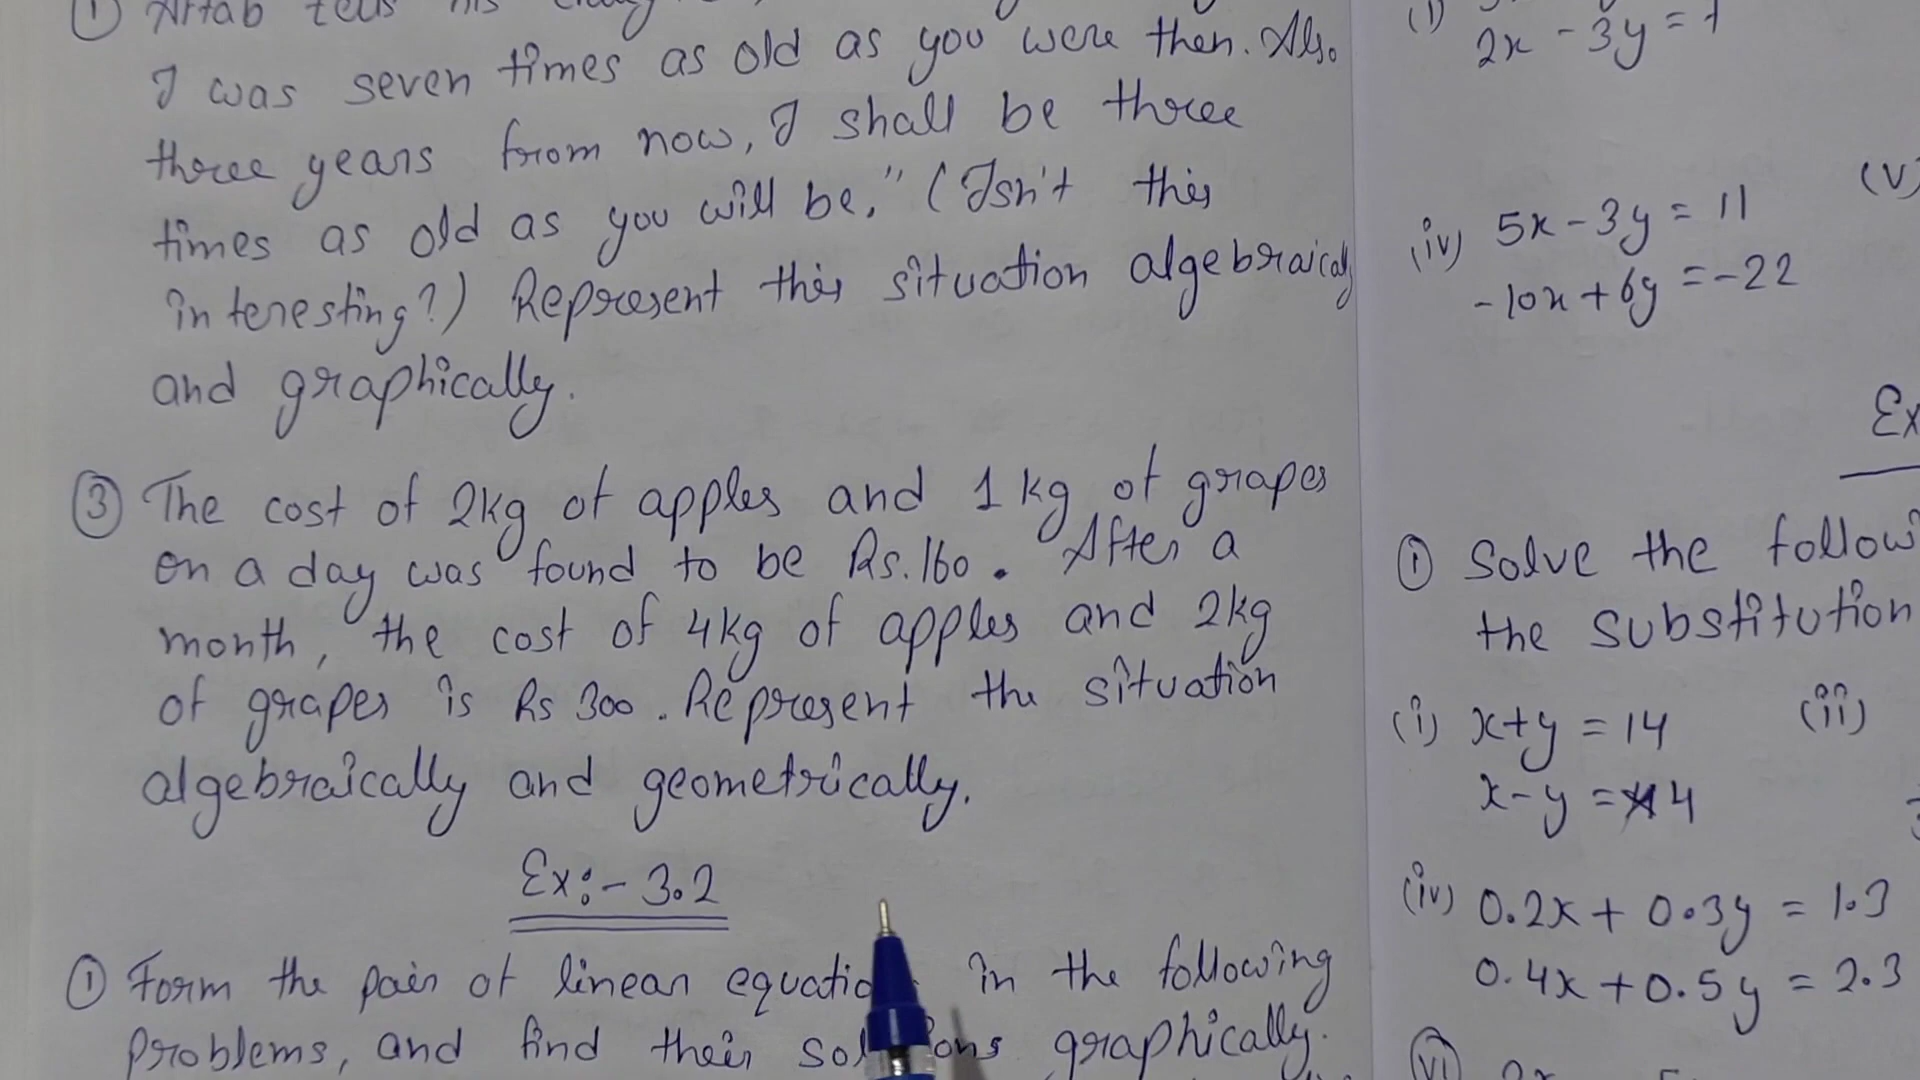 ① Aftab tells his
I was seven times as old as you were then. Also
three years from now, I shall be three
times as old as you will be." (Isn't this
interesting?) Represent this situation algebraically
and graphically.
③ The cost of 2kg of apples and 1 kg of grapes
on a day was found to be Rs. 160. After a
month, the cost of 4kg of apples and 2kg
of grapes is Rs 300. Represent the situation
algebraically and geometrically.
Ex:- 3.2
① Form the pair of linear in the following
problems, and find their graphically.
(i)
2x - 3y = 7
(iv) 5x - 3y = 11
-10x + 6y = -22
(v)
Ex
① Solve the follow
the substitution
(i) x+y = 14
x-y = 4
(ii)
(iv) 0.2x + 0.3y = 1.3
0.4x + 0.5y = 2.3
(vi)